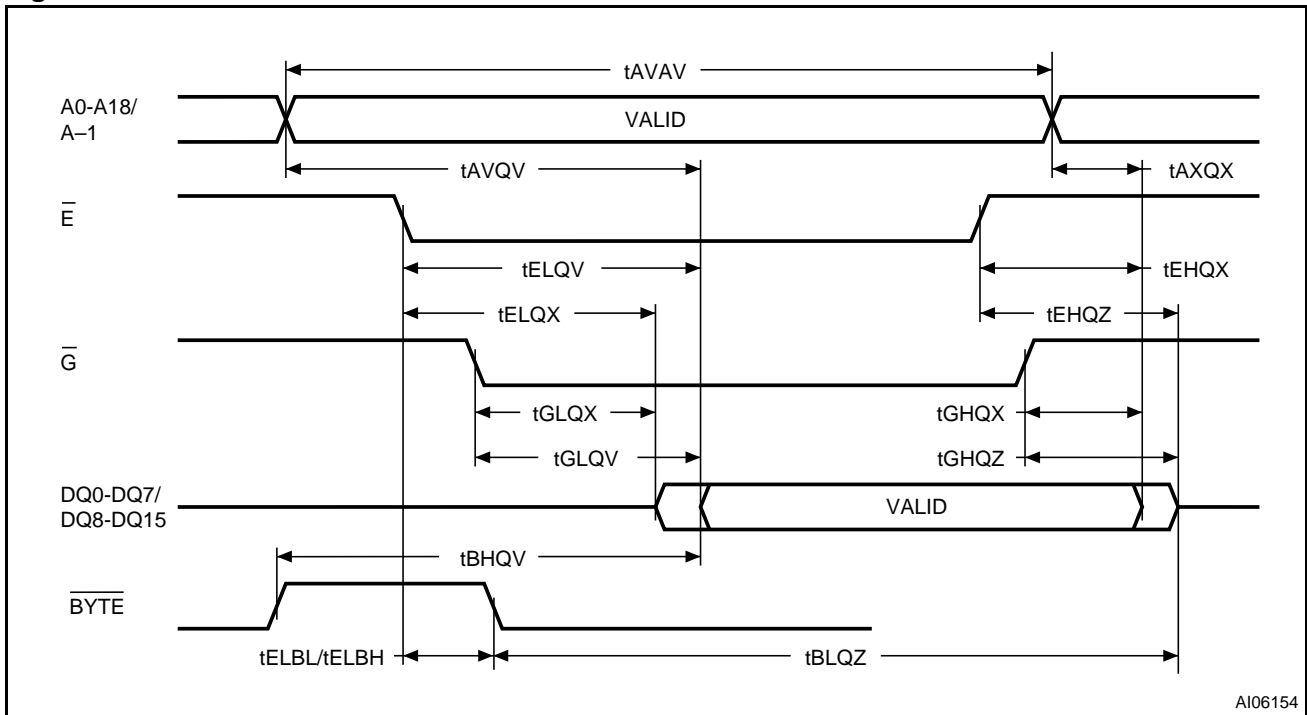 tAVAV
A0-A18/
A–1
VALID
tAVQV
tAXQX
E
tELQV
tEHQX
tELQX
tEHQZ
G
tGLQX
tGHQX
tGLQV
tGHQZ
DQ0-DQ7/
DQ8-DQ15
VALID
tBHQV
BYTE
tELBL/tELBH
tBLQZ
AI06154